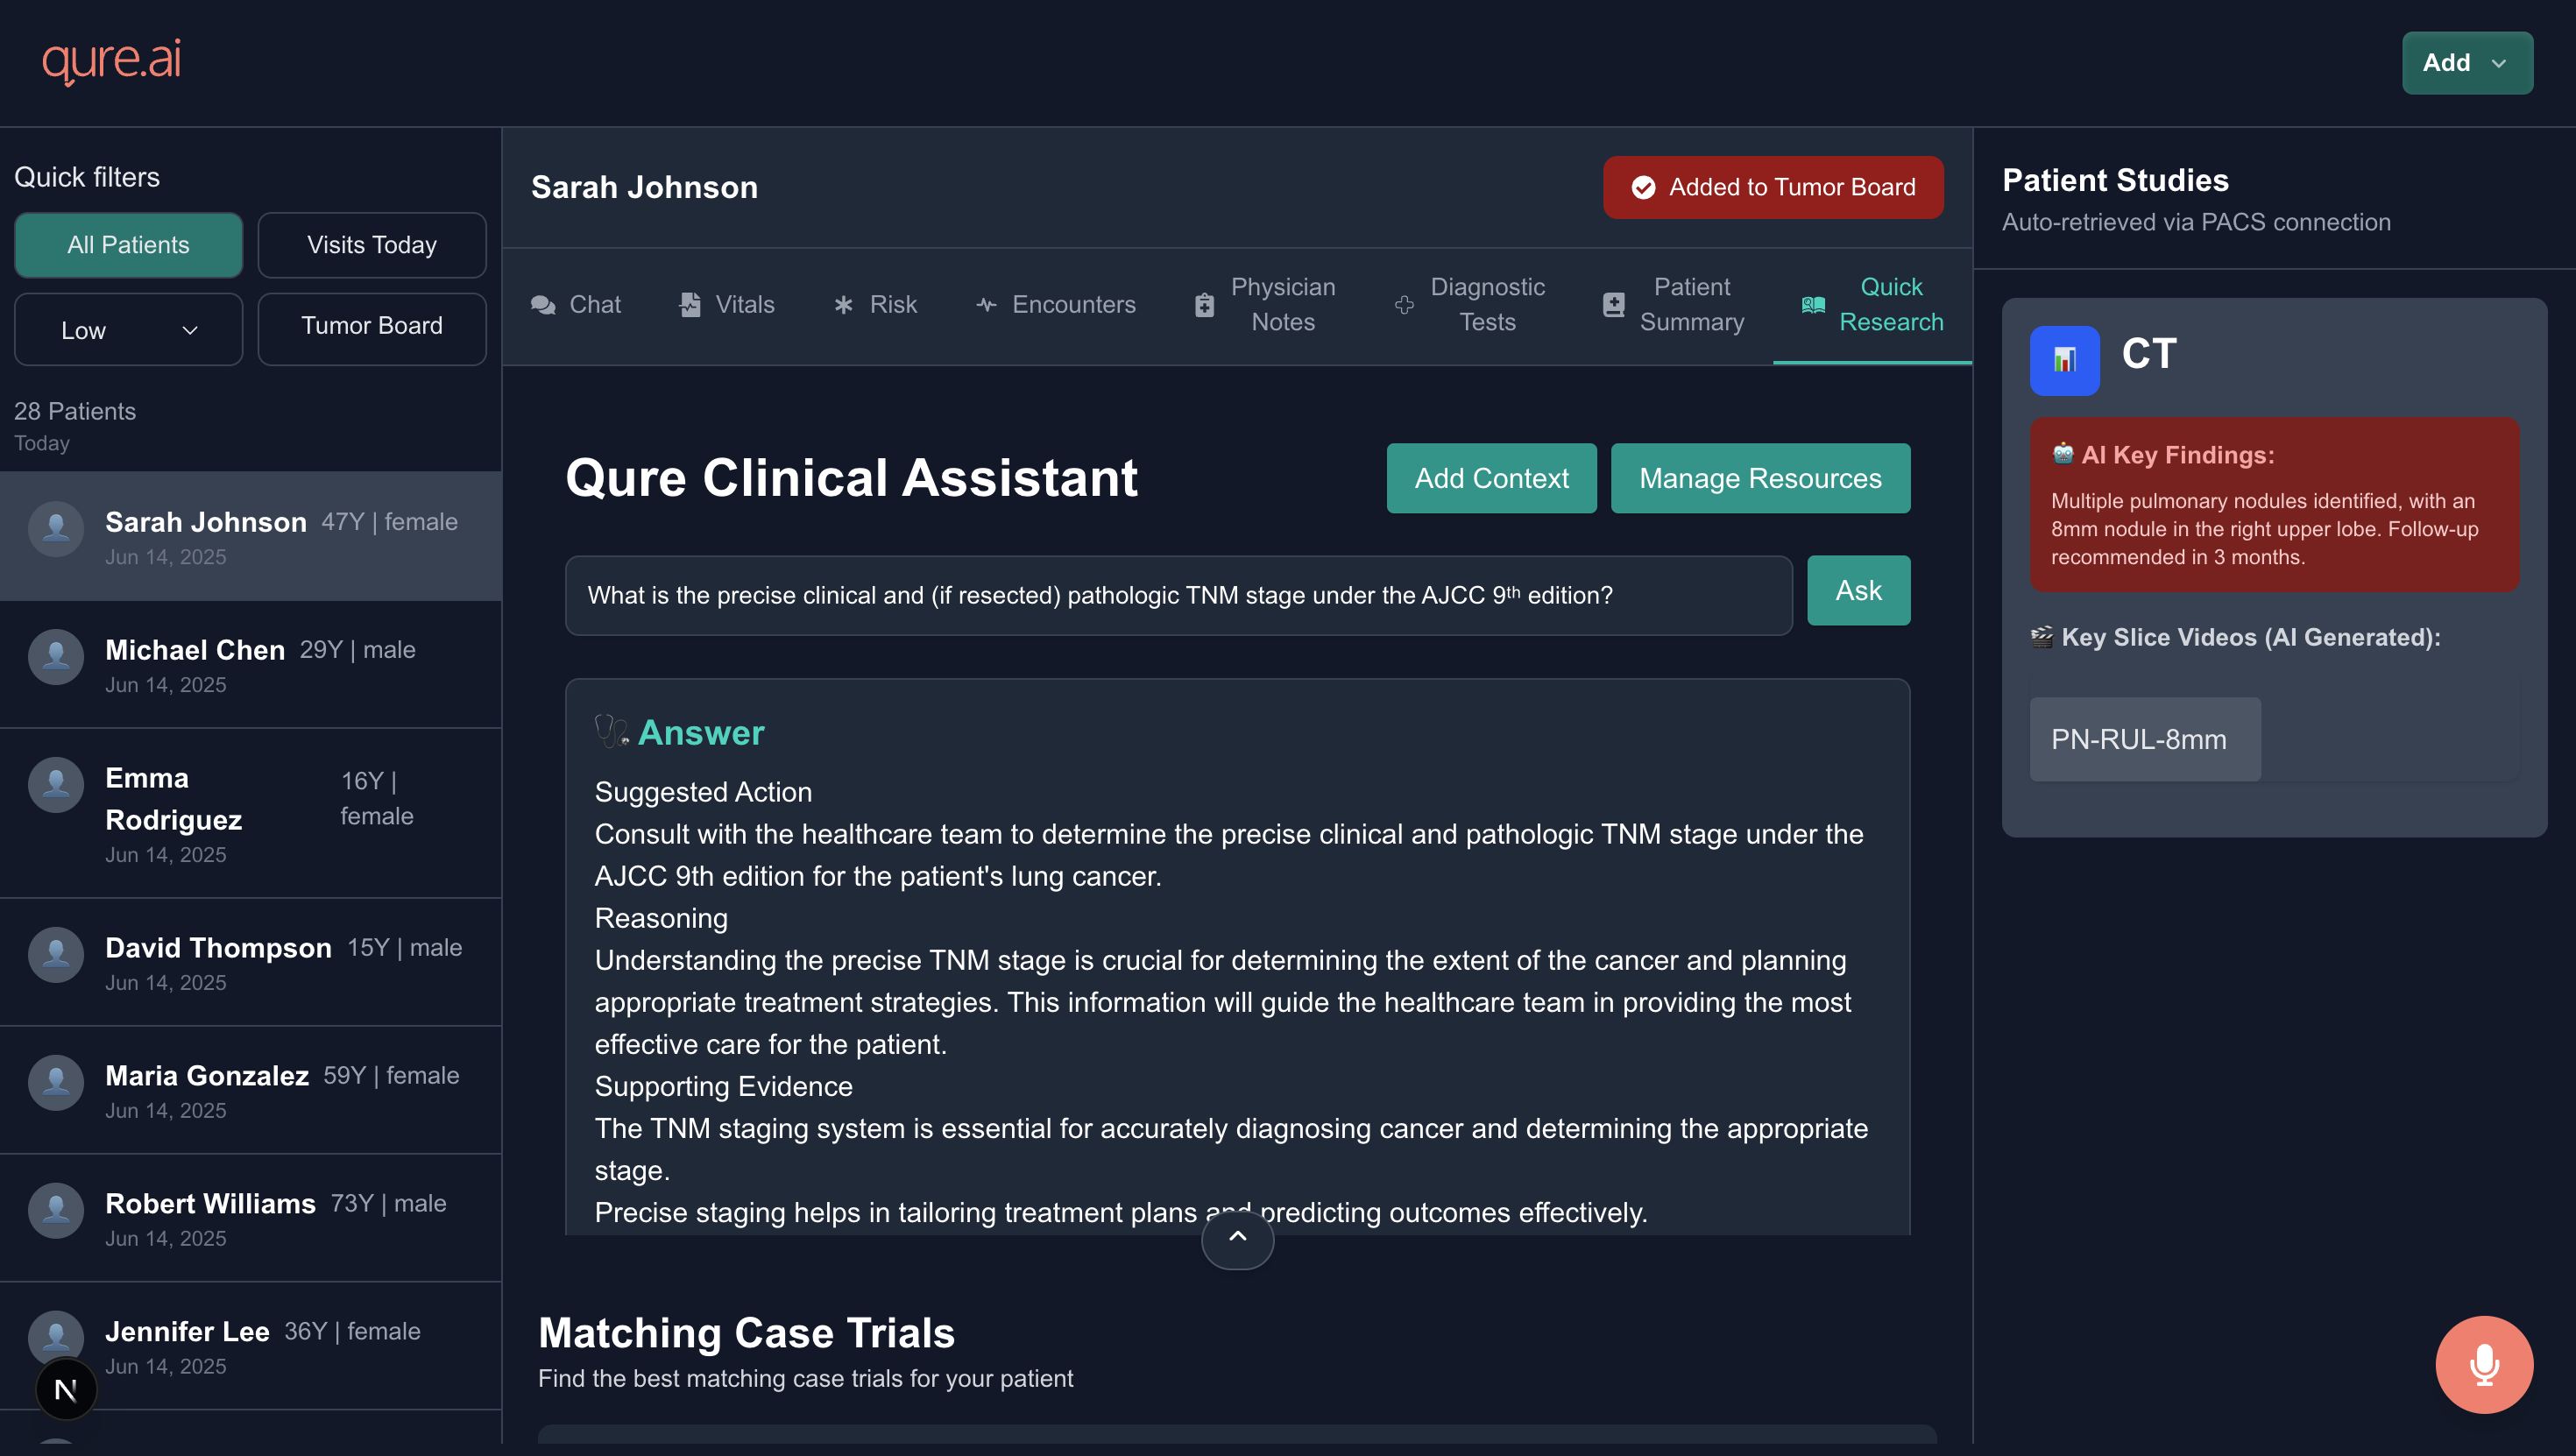 qure.ai
Add
Quick filters
All Patients
Visits Today
Low
Tumor Board
28 Patients
Today
Sarah Johnson 47Y | female
Jun 14, 2025
Michael Chen 29Y | male
Jun 14, 2025
Emma
Rodriguez
16Y |
female
Jun 14, 2025
David Thompson 15Y | male
Jun 14, 2025
Maria Gonzalez 59Y | female
Jun 14, 2025
Robert Williams 73Y | male
Jun 14, 2025
Jennifer Lee 36Y | female
Jun 14, 2025
N
Sarah Johnson
Added to Tumor Board
Chat
Vitals
Risk
Encounters
Physician
Notes
Diagnostic
Tests
Patient
Summary
Quick
Research
Qure Clinical Assistant
Add Context
Manage Resources
What is the precise clinical and (if resected) pathologic TNM stage under the AJCC 9ᵗʰ edition?
Ask
Answer
Suggested Action
Consult with the healthcare team to determine the precise clinical and pathologic TNM stage under the
AJCC 9th edition for the patient's lung cancer.
Reasoning
Understanding the precise TNM stage is crucial for determining the extent of the cancer and planning
appropriate treatment strategies. This information will guide the healthcare team in providing the most
effective care for the patient.
Supporting Evidence
The TNM staging system is essential for accurately diagnosing cancer and determining the appropriate
stage.
Precise staging helps in tailoring treatment plans and predicting outcomes effectively.
Matching Case Trials
Find the best matching case trials for your patient
Patient Studies
Auto-retrieved via PACS connection
CT
AI Key Findings:
Multiple pulmonary nodules identified, with an
8mm nodule in the right upper lobe. Follow-up
recommended in 3 months.
Key Slice Videos (AI Generated):
PN-RUL-8mm